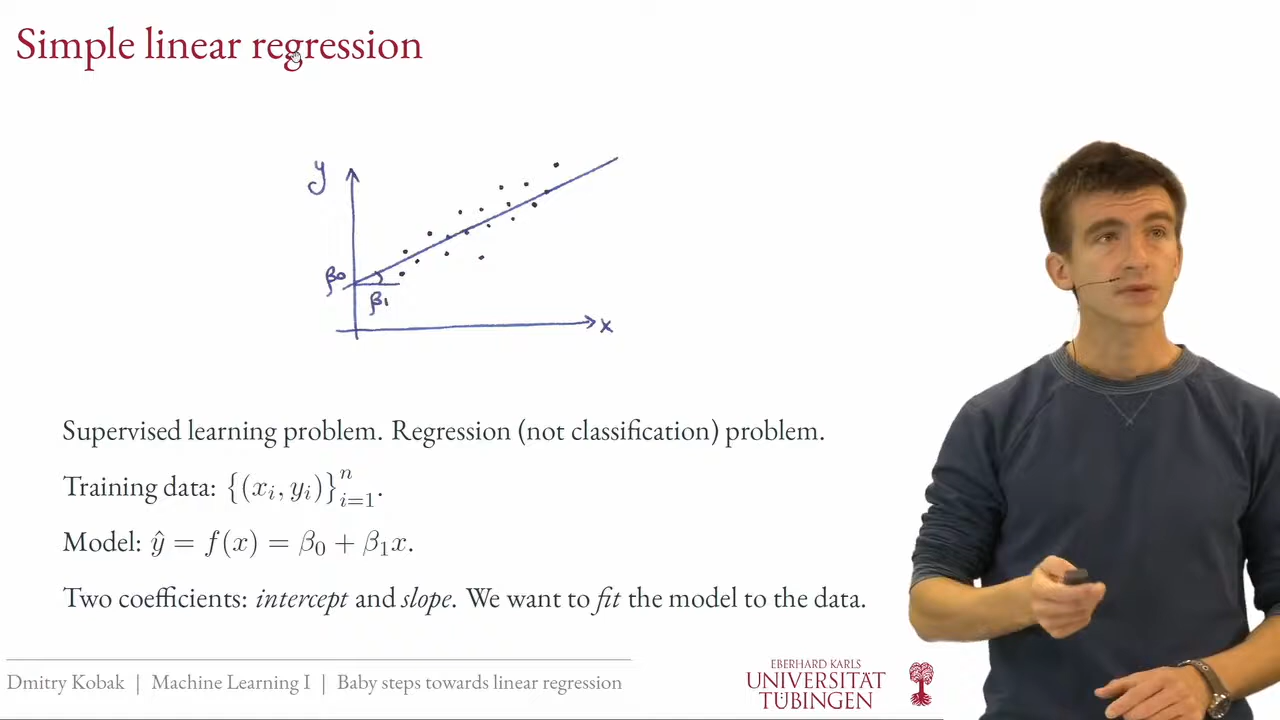 Simple linear regression
y
β0
β1
x
Supervised learning problem. Regression (not classification) problem.
Training data: {(xᵢ, yᵢ)}ⁿᵢ₌₁.
Model: ŷ = f(x) = β₀ + β₁x.
Two coefficients: intercept and slope. We want to fit the model to the data.
Dmitry Kobak | Machine Learning I | Baby steps towards linear regression
EBERHARD KARLS
UNIVERSITÄT
TÜBINGEN